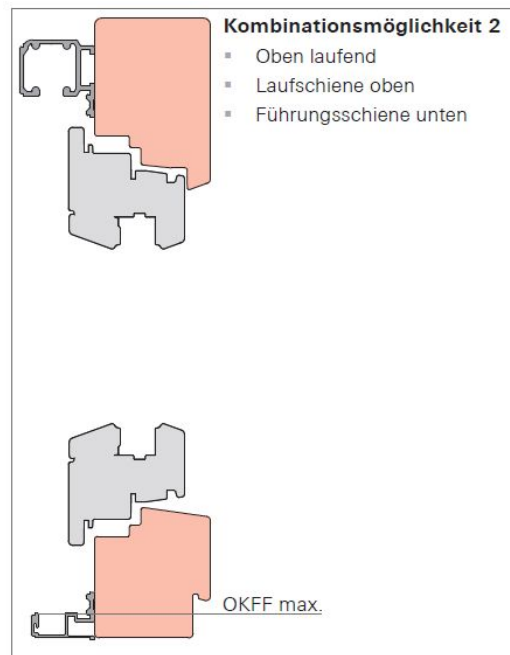 Kombinationsmöglichkeit 2
▪ Oben laufend
▪ Laufschiene oben
▪ Führungsschiene unten
OKFF max.